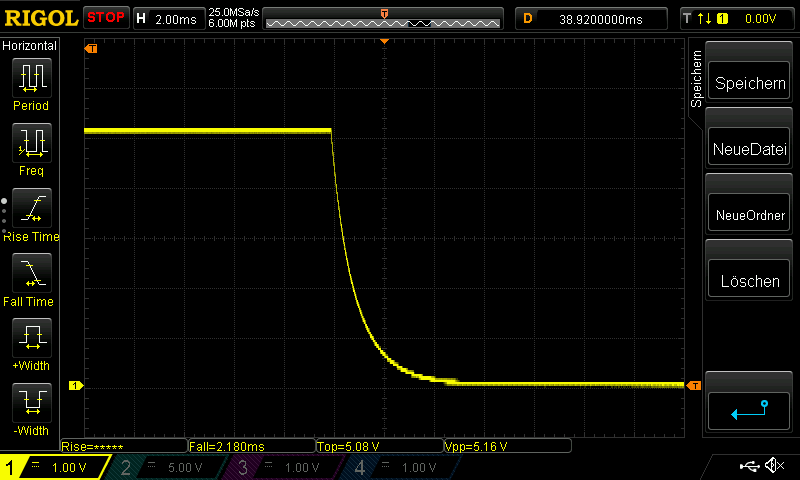 RIGOL STOP H 2.00ms 25.0MSa/s D 38.9200000ms T 1 0.00V
6.00M pts
T
Horizontal
T
Period
Freq
Rise Time
Fall Time
+Width
-Width
1
T
Rise=***** Fall=2.180ms Top=5.08 V Vpp=5.16 V
1 1.00 V 2 5.00 V 3 1.00 V 4 1.00 V
Speichern
Speichern
NeueDatei
NeueOrdner
Löschen